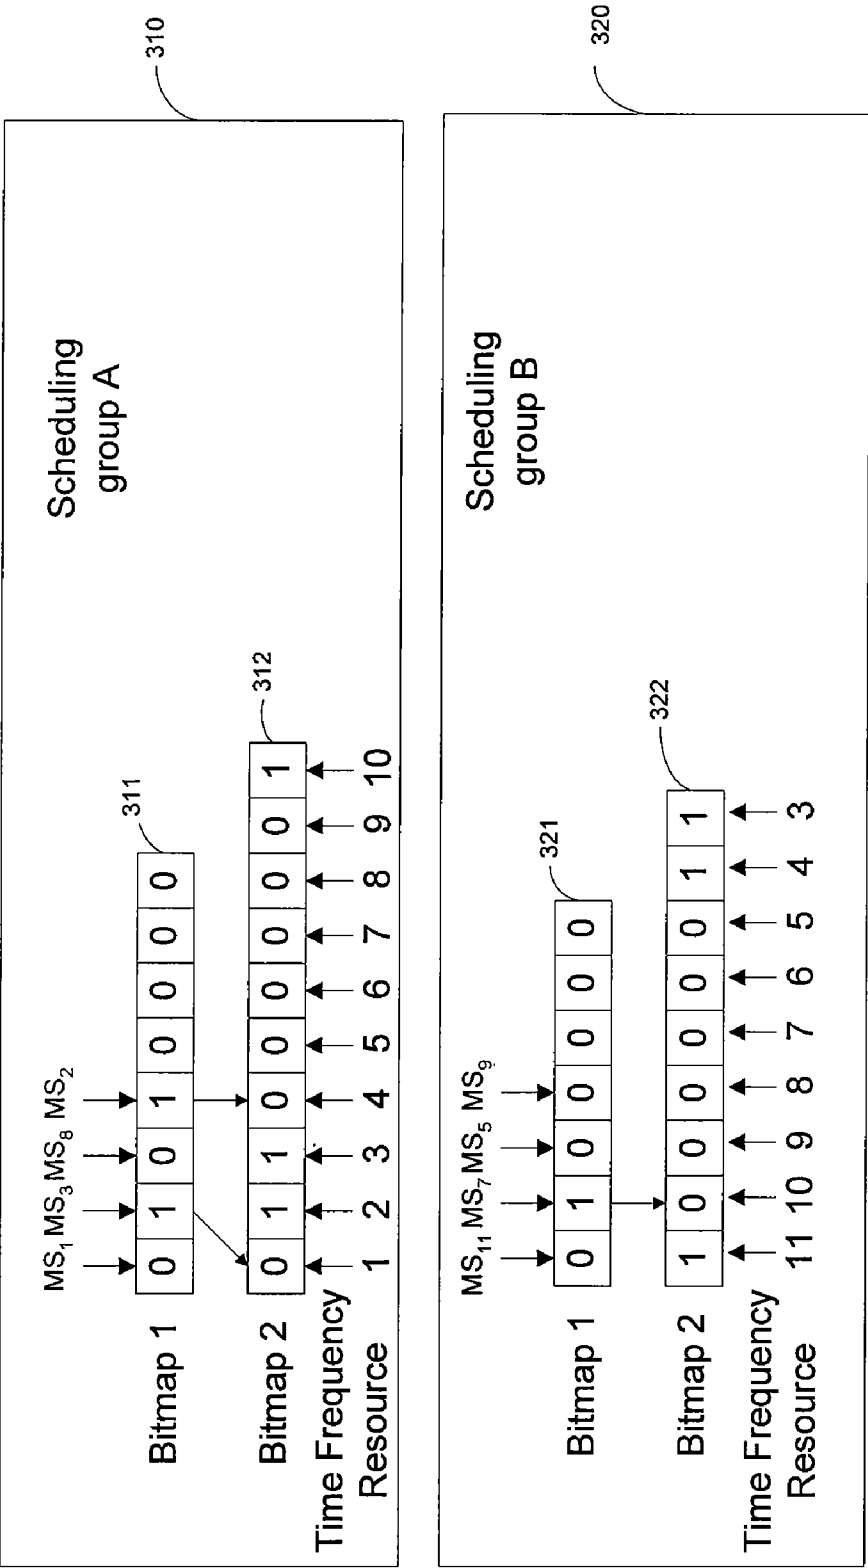 310
Scheduling
group A
311
MS1 MS3 MS8 MS2
Bitmap 1 0 1 0 1 0 0 0 0
312
Bitmap 2 0 1 1 0 0 0 0 0 0 1
Time Frequency
Resource 1 2 3 4 5 6 7 8 9 10
320
Scheduling
group B
321
MS11 MS7 MS5 MS9
Bitmap 1 0 1 0 0 0 0 0
322
Bitmap 2 1 0 0 0 0 0 0 1 1
Time Frequency
Resource 11 10 9 8 7 6 5 4 3